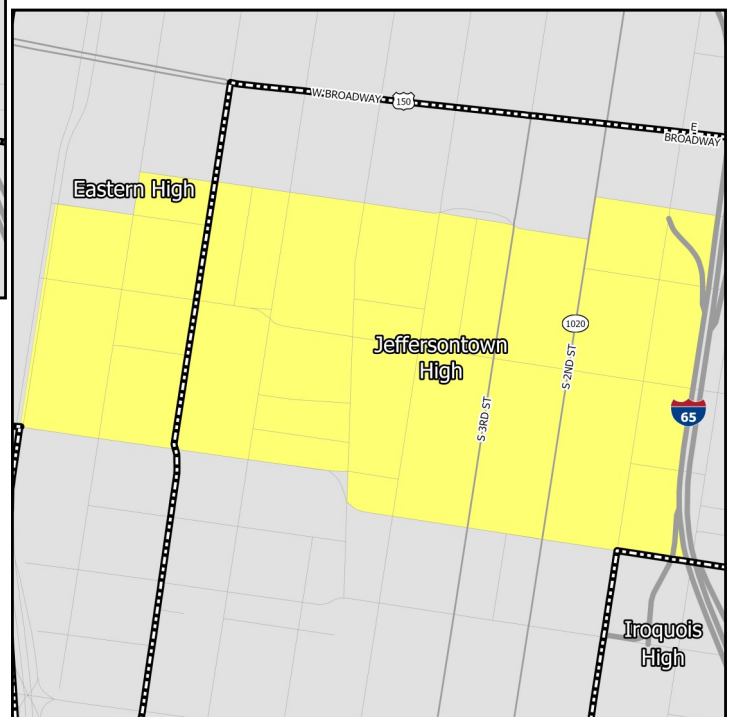 W BROADWAY
150
E
BROADWAY
Eastern High
1020
Jeffersontown
High
S 2ND ST
S 3RD ST
65
Iroquois
High